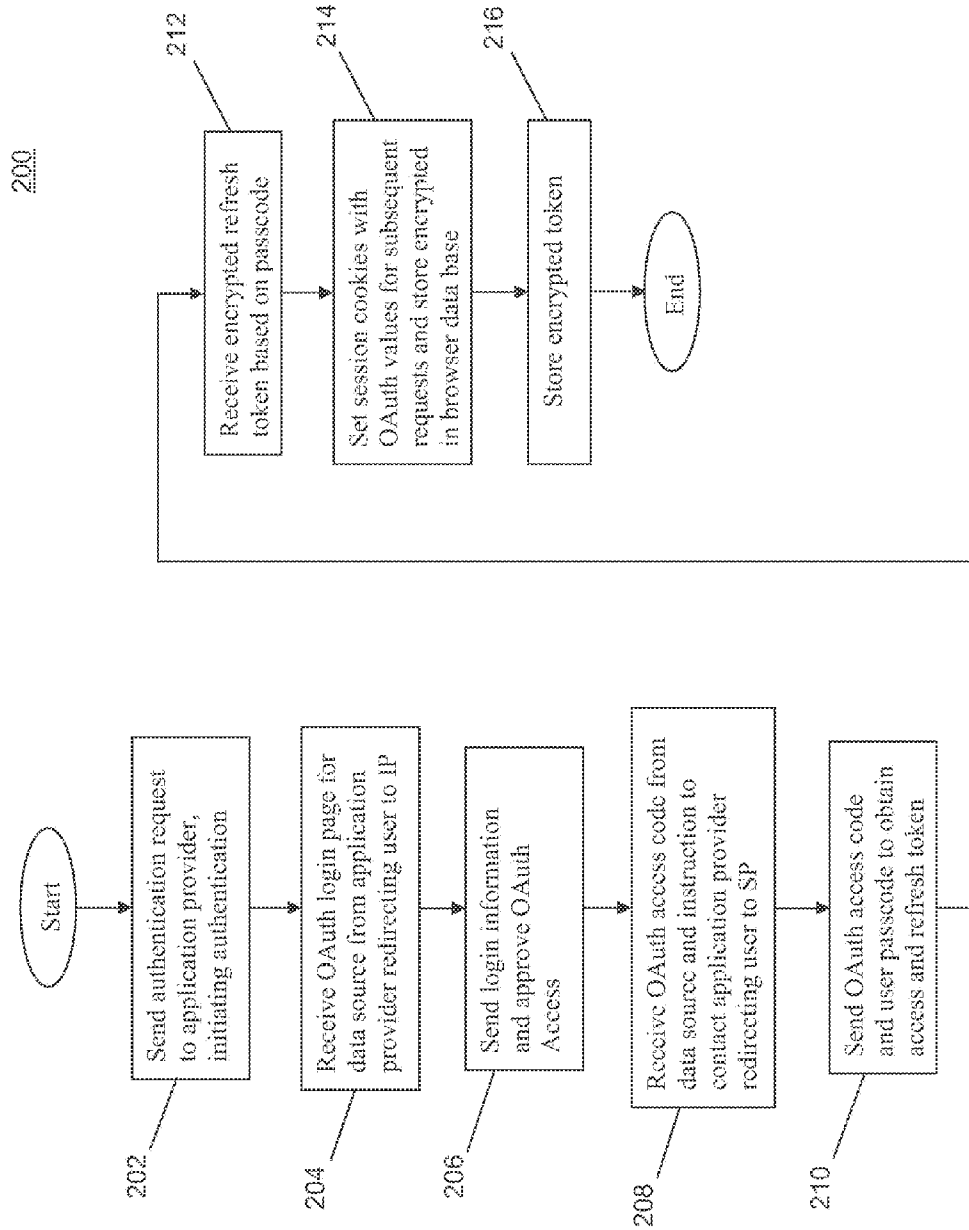 200
Start
Send authentication request
to application provider,
initiating authentication
202
Receive OAuth login page for
data source from application
provider redirecting user to IP
204
Send login information
and approve OAuth
Access
206
Receive OAuth access code from
data source and instruction to
contact application provider
redirecting user to SP
208
Send OAuth access code
and user passcode to obtain
access and refresh token
210
Receive encrypted refresh
token based on passcode
212
Set session cookies with
OAuth values for subsequent
requests and store encrypted
in browser data base
214
Store encrypted token
216
End